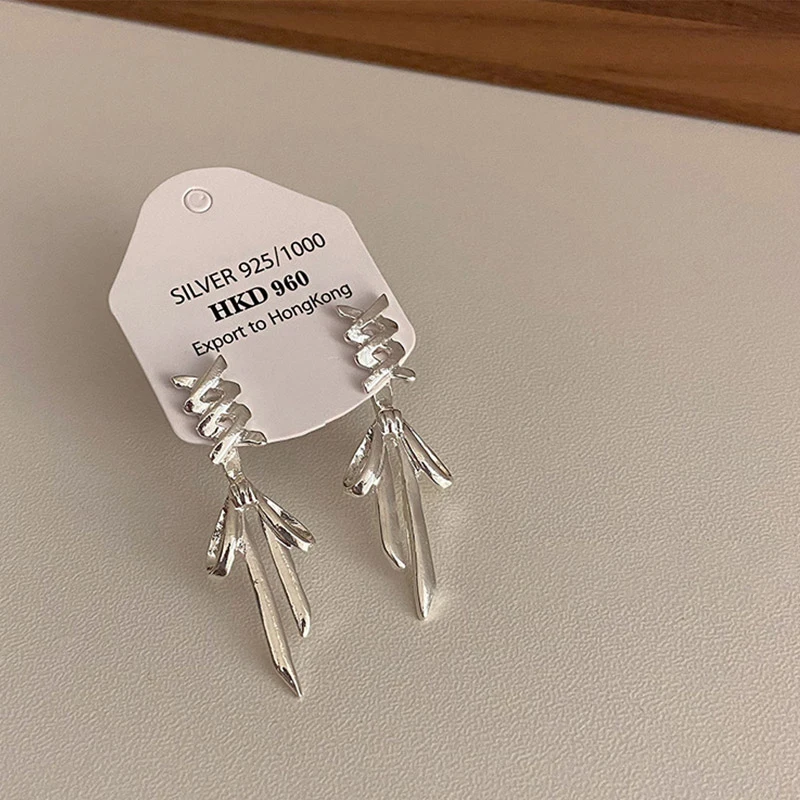 SILVER 925/1000
HKD 960
Export to HongKong